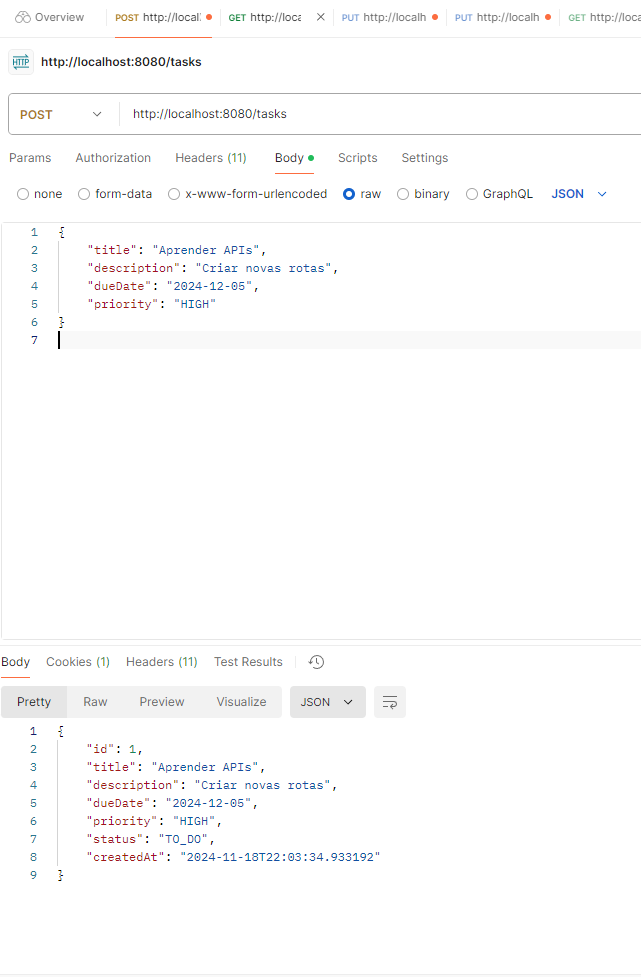 Overview POST http://local GET http://loca PUT http://localh PUT http://localh GET http://loca
HTTP http://localhost:8080/tasks
POST http://localhost:8080/tasks
Params Authorization Headers (11) Body Scripts Settings
none form-data x-www-form-urlencoded raw binary GraphQL JSON
1 {
2 "title": "Aprender APIs",
3 "description": "Criar novas rotas",
4 "dueDate": "2024-12-05",
5 "priority": "HIGH"
6 }
7
Body Cookies (1) Headers (11) Test Results
Pretty Raw Preview Visualize JSON
1 {
2 "id": 1,
3 "title": "Aprender APIs",
4 "description": "Criar novas rotas",
5 "dueDate": "2024-12-05",
6 "priority": "HIGH",
7 "status": "TO_DO",
8 "createdAt": "2024-11-18T22:03:34.933192"
9 }